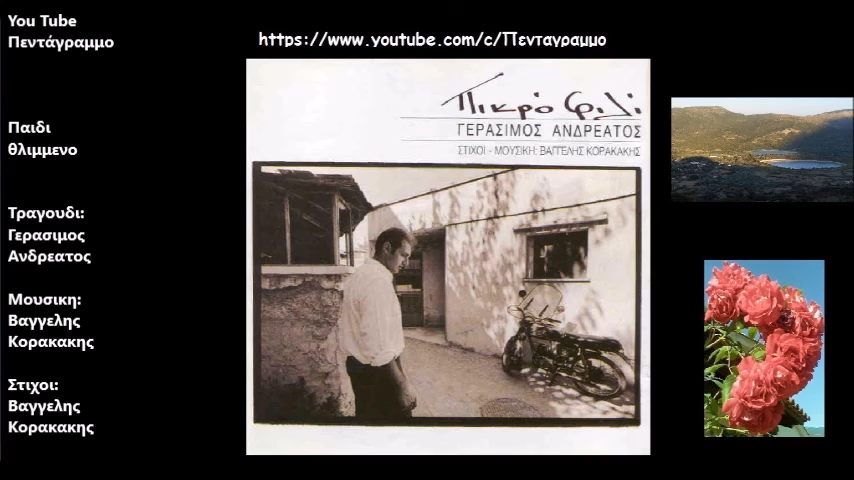 You Tube
Πεντάγραμμο
https://www.youtube.com/c/Πενταγραμμο
Παιδι
θλιμμενο
Τραγουδι:
Γερασιμος
Ανδρεατος
Μουσικη:
Βαγγελης
Κορακακης
Στιχοι:
Βαγγελης
Κορακακης
Πικρό φιλί
ΓΕΡΑΣΙΜΟΣ ΑΝΔΡΕΑΤΟΣ
ΣΤΙΧΟΙ - ΜΟΥΣΙΚΗ: ΒΑΓΓΕΛΗΣ ΚΟΡΑΚΑΚΗΣ